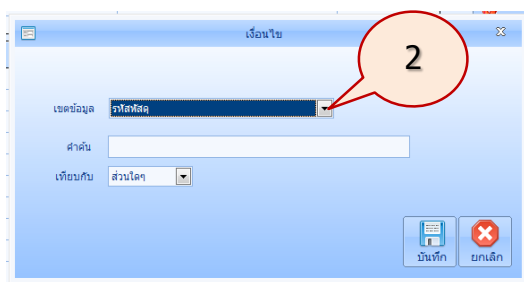 เงื่อนไข
2
เขตข้อมูล รหัสพัสดุ
คำค้น
เทียบกับ ส่วนใดๆ
บันทึก ยกเลิก